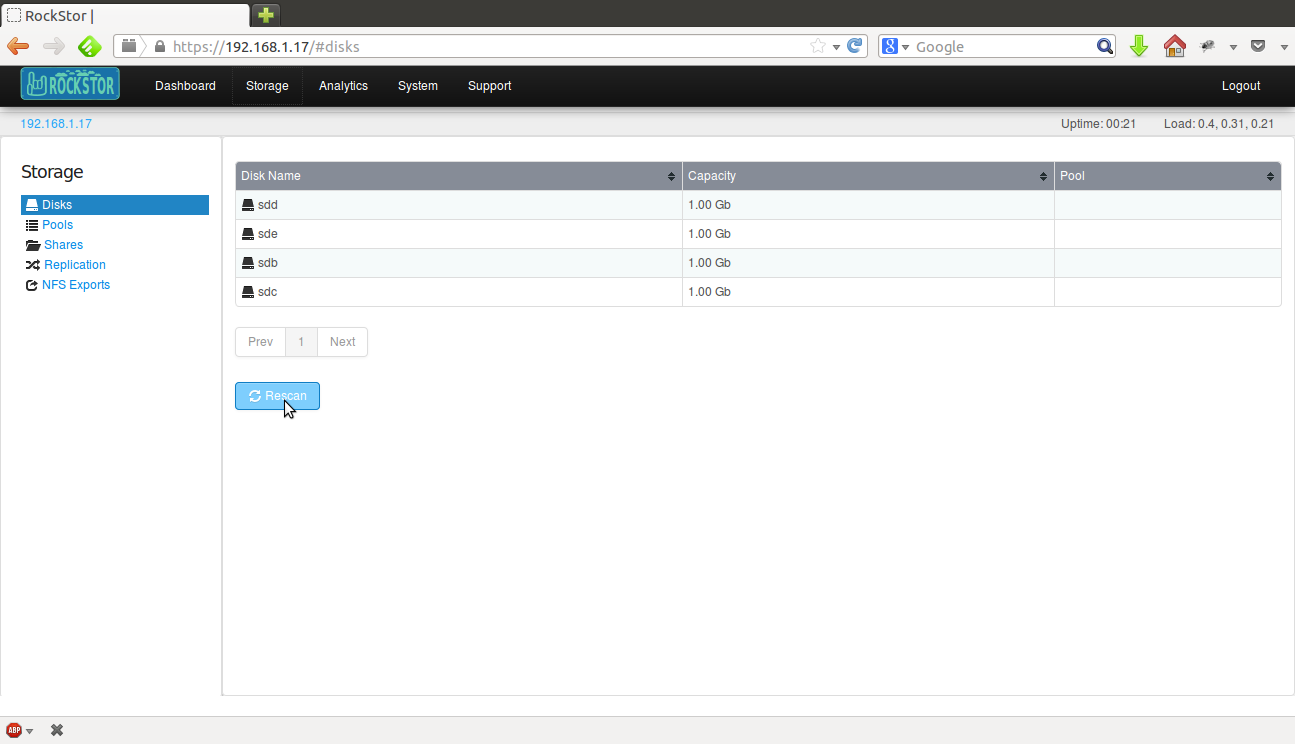 RockStor |
https://192.168.1.17/#disks
8 Google
ROCKSTOR Dashboard Storage Analytics System Support Logout
192.168.1.17 Uptime: 00:21 Load: 0.4, 0.31, 0.21
Storage
Disks
Pools
Shares
Replication
NFS Exports
Disk Name Capacity Pool
sdd 1.00 Gb
sde 1.00 Gb
sdb 1.00 Gb
sdc 1.00 Gb
Prev 1 Next
Rescan
ABP